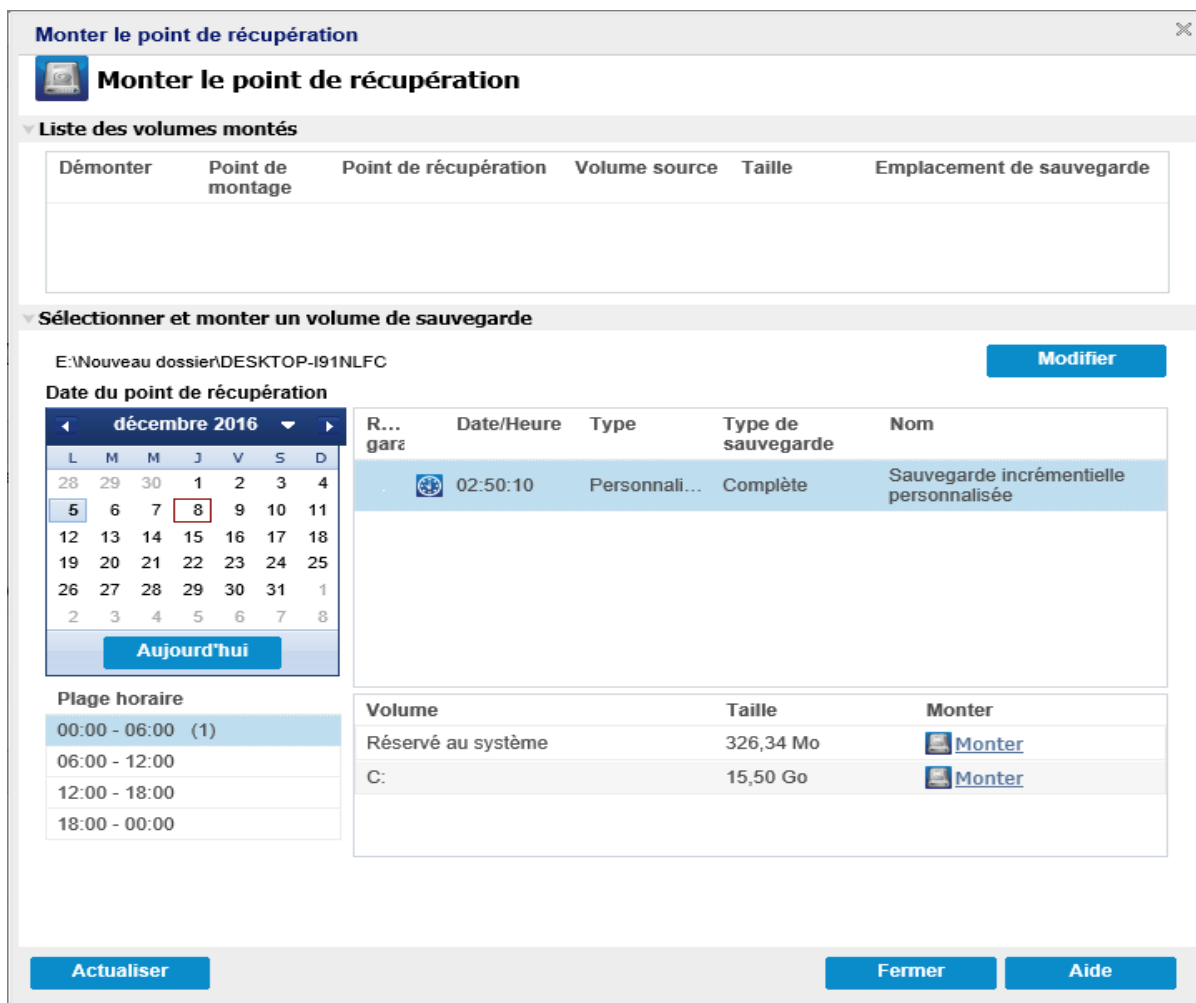 Monter le point de récupération
Monter le point de récupération
Liste des volumes montés
Démonter Point de montage Point de récupération Volume source Taille Emplacement de sauvegarde
Sélectionner et monter un volume de sauvegarde
E:\Nouveau dossier\DESKTOP-I91NLFC
Modifier
Date du point de récupération
décembre 2016
L M M J V S D
28 29 30 1 2 3 4
5 6 7 8 9 10 11
12 13 14 15 16 17 18
19 20 21 22 23 24 25
26 27 28 29 30 31 1
2 3 4 5 6 7 8
Aujourd'hui
R... gara Date/Heure Type Type de sauvegarde Nom
02:50:10 Personnali... Complète Sauvegarde incrémentielle personnalisée
Plage horaire
00:00 - 06:00 (1)
06:00 - 12:00
12:00 - 18:00
18:00 - 00:00
Volume Taille Monter
Réservé au système 326,34 Mo Monter
C: 15,50 Go Monter
Actualiser Fermer Aide